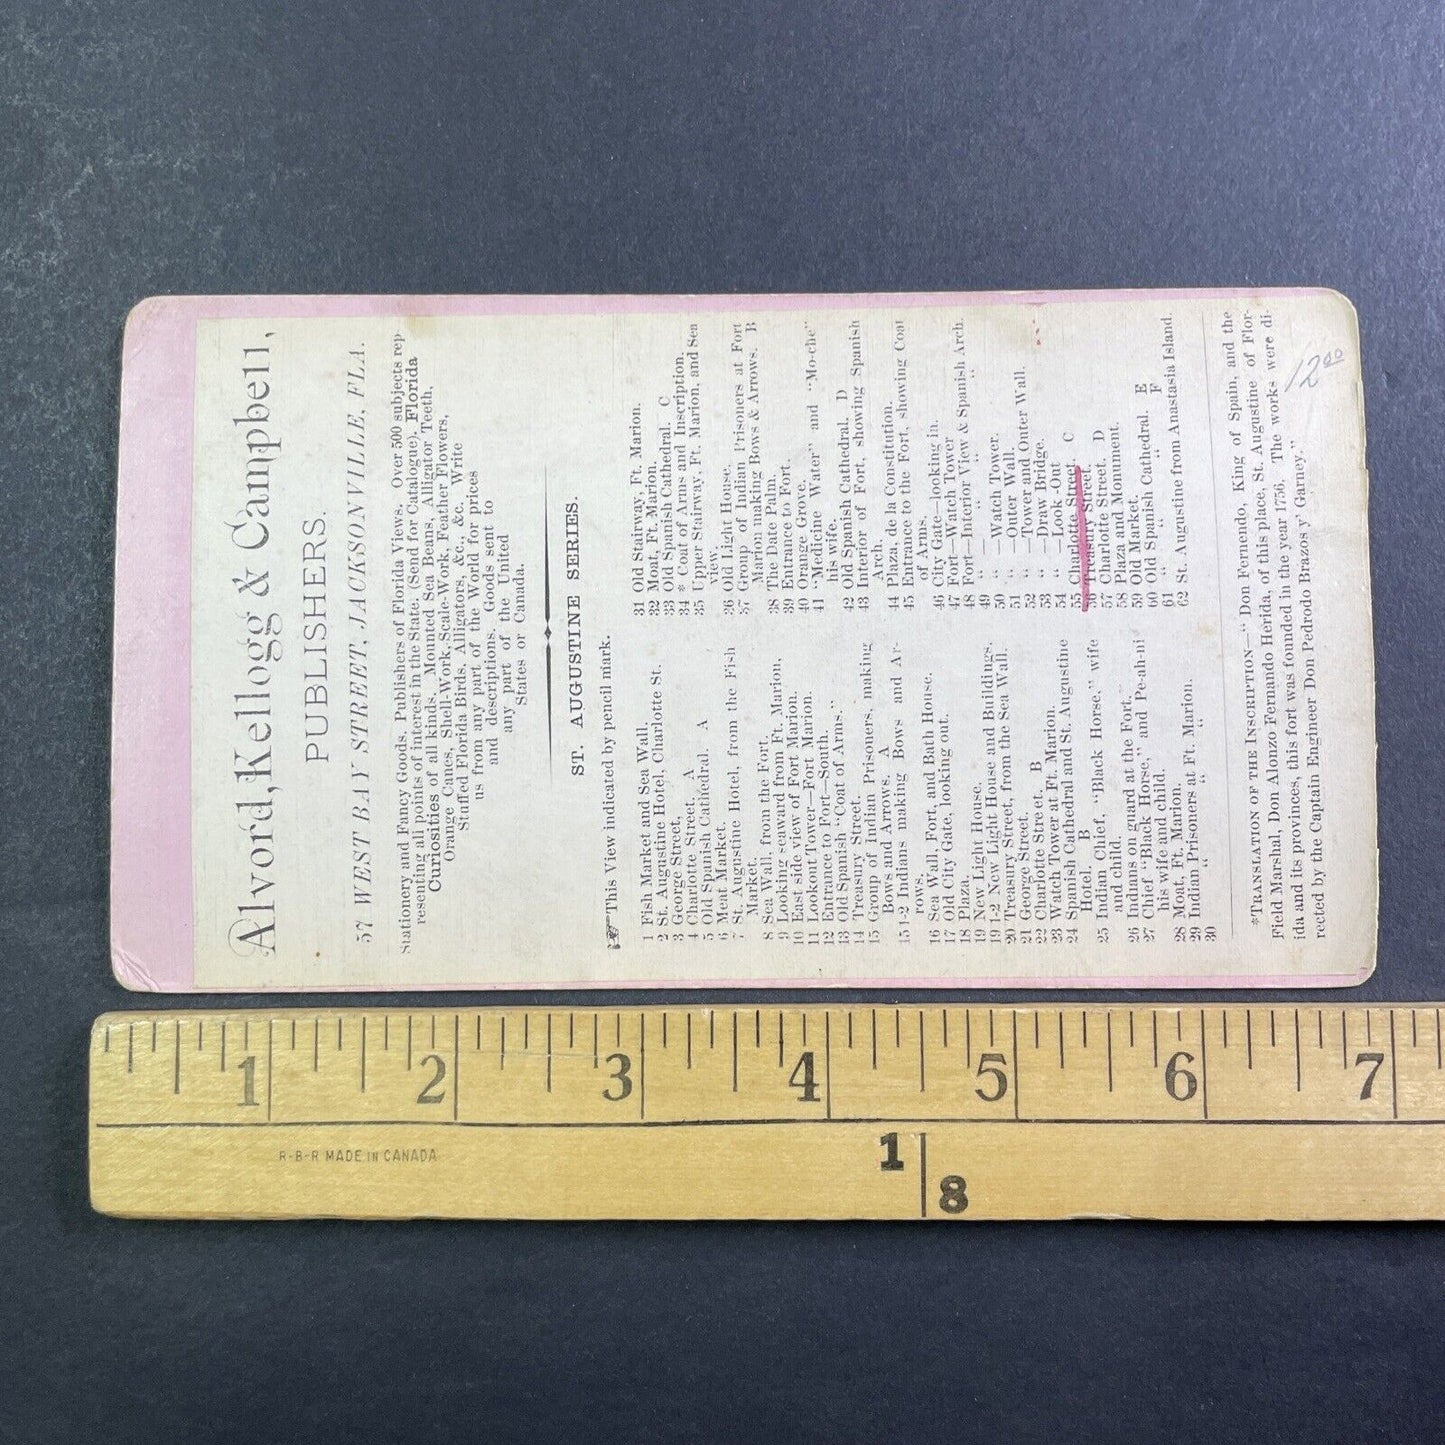 Alvord, Kellogg & Campbell,
PUBLISHERS.
57 WEST BAY STREET, JACKSONVILLE, FLA.
Stationery and Fancy Goods. Publishers of Florida Views. Over 500 subjects rep
resenting all points of interest in the State. (Send for Catalogue). Florida
Curiosities of all kinds. Mounted Sea Beans, Alligator Teeth,
Orange Canes, Shell-Work, Scale-Work, Feather Flowers,
Stuffed Florida Birds, Alligators, &c., &c. Write
us from any part of the World for prices
and descriptions. Goods sent to
any part of the United
States or Canada.
ST. AUGUSTINE SERIES.
☞This View indicated by pencil mark.
1 Fish Market and Sea Wall.
2 St. Augustine Hotel, Charlotte St.
3 George Street,
4 Charlotte Street, A
5 Old Spanish Cathedral. A
6 Meat Market.
7 St. Augustine Hotel, from the Fish
Market.
8 Sea Wall, from the Fort.
9 Looking seaward from Ft. Marion,
10 East side view of Fort Marion.
11 Lookout Tower—Fort Marion.
12 Entrance to Fort—South.
13 Old Spanish "Coat of Arms."
14 Treasury Street.
15 Group of Indian Prisoners, making
Bows and Arrows. A
15 1-2 Indians making Bows and Ar-
rows.
16 Sea Wall, Fort, and Bath House.
17 Old City Gate, looking out.
18 Plaza.
19 New Light House.
19 1-2 New Light House and Buildings.
20 Treasury Street, from the Sea Wall.
21 George Street.
22 Charlotte Street. B
23 Watch Tower at Ft. Marion.
24 Spanish Cathedral and St. Augustine
Hotel. B
25 Indian Chief, "Black Horse," wife
and child.
26 Indians on guard at the Fort.
27 Chief "Black Horse," and Pe-ah-ni
his wife and child.
28 Moat, Ft. Marion.
29 Indian Prisoners at Ft. Marion.
30 " "
31 Old Stairway, Ft. Marion.
32 Moat, Ft. Marion.
33 Old Spanish Cathedral. C
34 * Coat of Arms and Inscription.
35 Upper Stairway, Ft. Marion, and Sea
view.
36 Old Light House.
37 Group of Indian Prisoners at Fort
Marion making Bows & Arrows. B
38 The Date Palm.
39 Entrance to Fort.
40 Orange Grove.
41 "Medicine Water" and "Mo-che"
his wife.
42 Old Spanish Cathedral. D
43 Interior of Fort, showing Spanish
Arch.
44 Plaza, de la Constitution.
45 Entrance to the Fort, showing Coat
of Arms.
46 City Gate—looking in.
47 Fort—Watch Tower
48 Fort—Interior View & Spanish Arch.
49 " — " "
50 " —Watch Tower.
51 " —Outer Wall.
52 " —Tower and Outer Wall.
53 " —Draw Bridge.
54 " —Look-Out
55 Charlotte Street. C
56 Treasury Street.
57 Charlotte Street. D
58 Plaza and Monument.
59 Old Market.
60 Old Spanish Cathedral. E
61 " " " F
62 St. Augustine from Anastasia Island.
*TRANSLATION OF THE INSCRIPTION—"Don Fernendo, King of Spain, and the
Field Marshal, Don Alonzo Fernando Herida, of this place, St. Augustine of Flor-
ida and its provinces, this fort was founded in the year 1756. The works were di-
rected by the Captain Engineer Don Pedrodo Brazos y' Garney."
12⁰⁰
1 2 3 4 5 6 7
R-B-R MADE IN CANADA
1
8